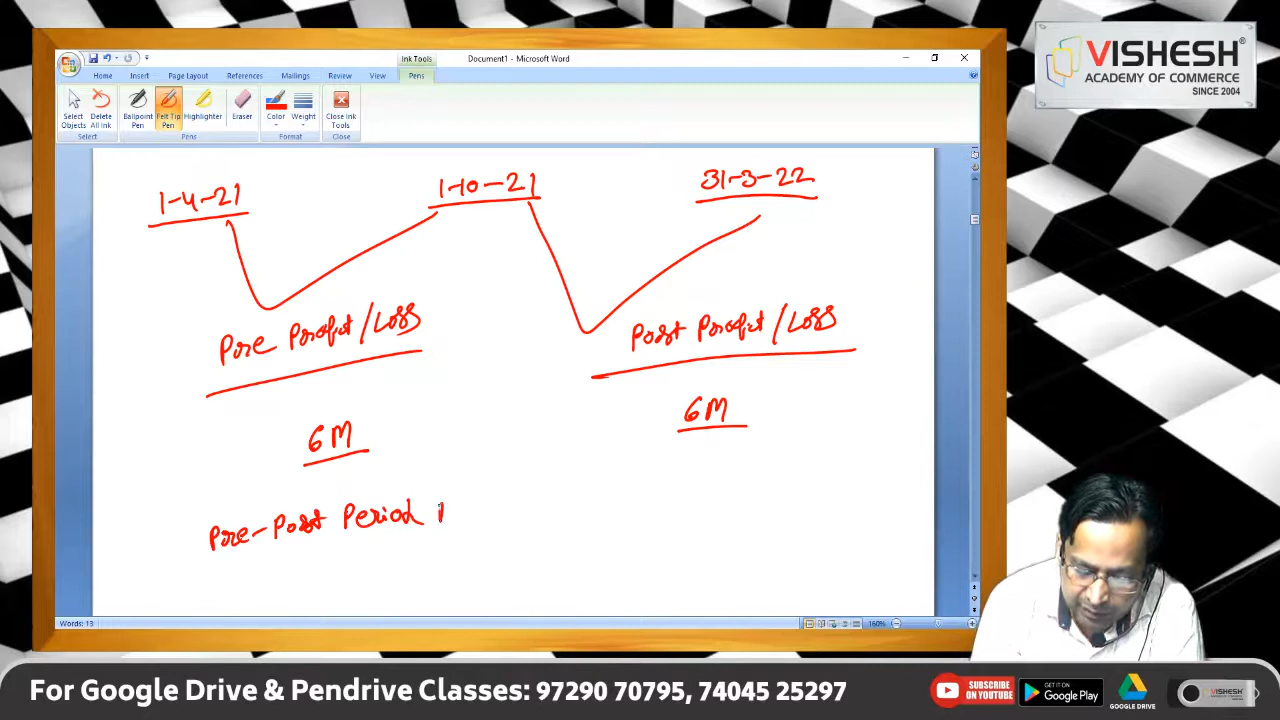 Ink Tools
Document1 - Microsoft Word
Home Insert Page Layout References Mailings Review View Pens
Select Objects
Delete All Ink
Ballpoint Pen
Felt Tip Pen
Highlighter
Eraser
Color
Weight
Close Ink Tools
Select Pens Format Close
VISHESH®
ACADEMY OF COMMERCE
SINCE 2004
1-4-21 1-10-21 31-3-22
Pre Profit/Loss Post Profit/Loss
6M 6M
Pre-Post Period
Words: 13 160%
For Google Drive & Pendrive Classes: 97290 70795, 74045 25297
SUBSCRIBE ON YOUTUBE
GET IT ON Google Play
GOOGLE DRIVE
VISHESH